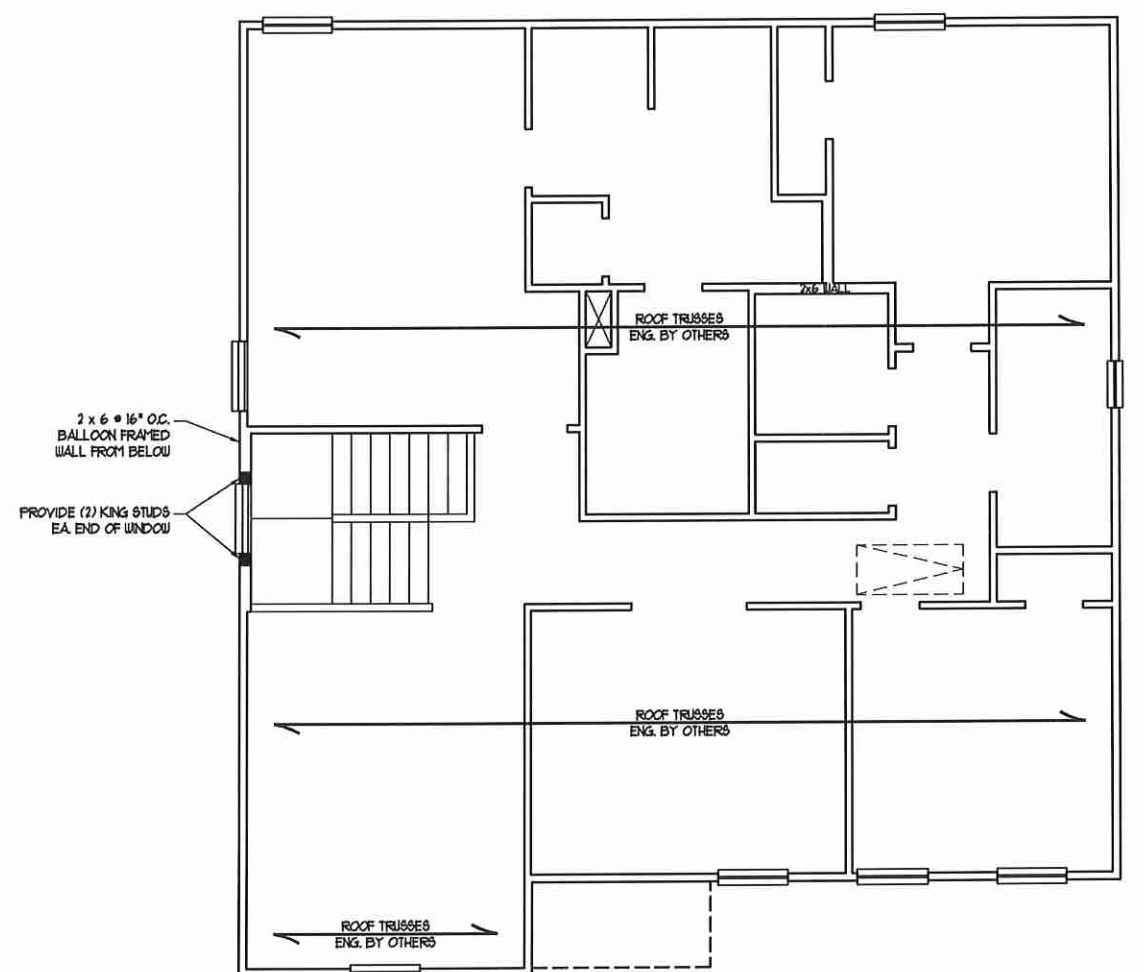 2x6 WALL
ROOF TRUSSES
ENG. BY OTHERS
2 x 6 @ 16" O.C.
BALLOON FRAMED
WALL FROM BELOW
PROVIDE (2) KING STUDS
EA. END OF WINDOW
ROOF TRUSSES
ENG. BY OTHERS
ROOF TRUSSES
ENG. BY OTHERS